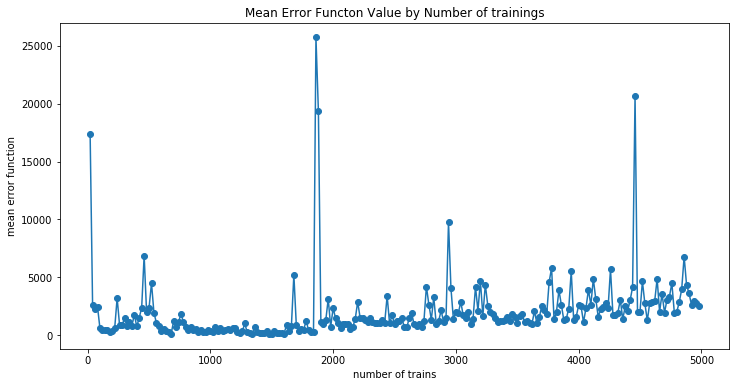 Mean Error Functon Value by Number of trainings
25000
20000
15000
10000
5000
0
mean error function
0 1000 2000 3000 4000 5000
number of trains